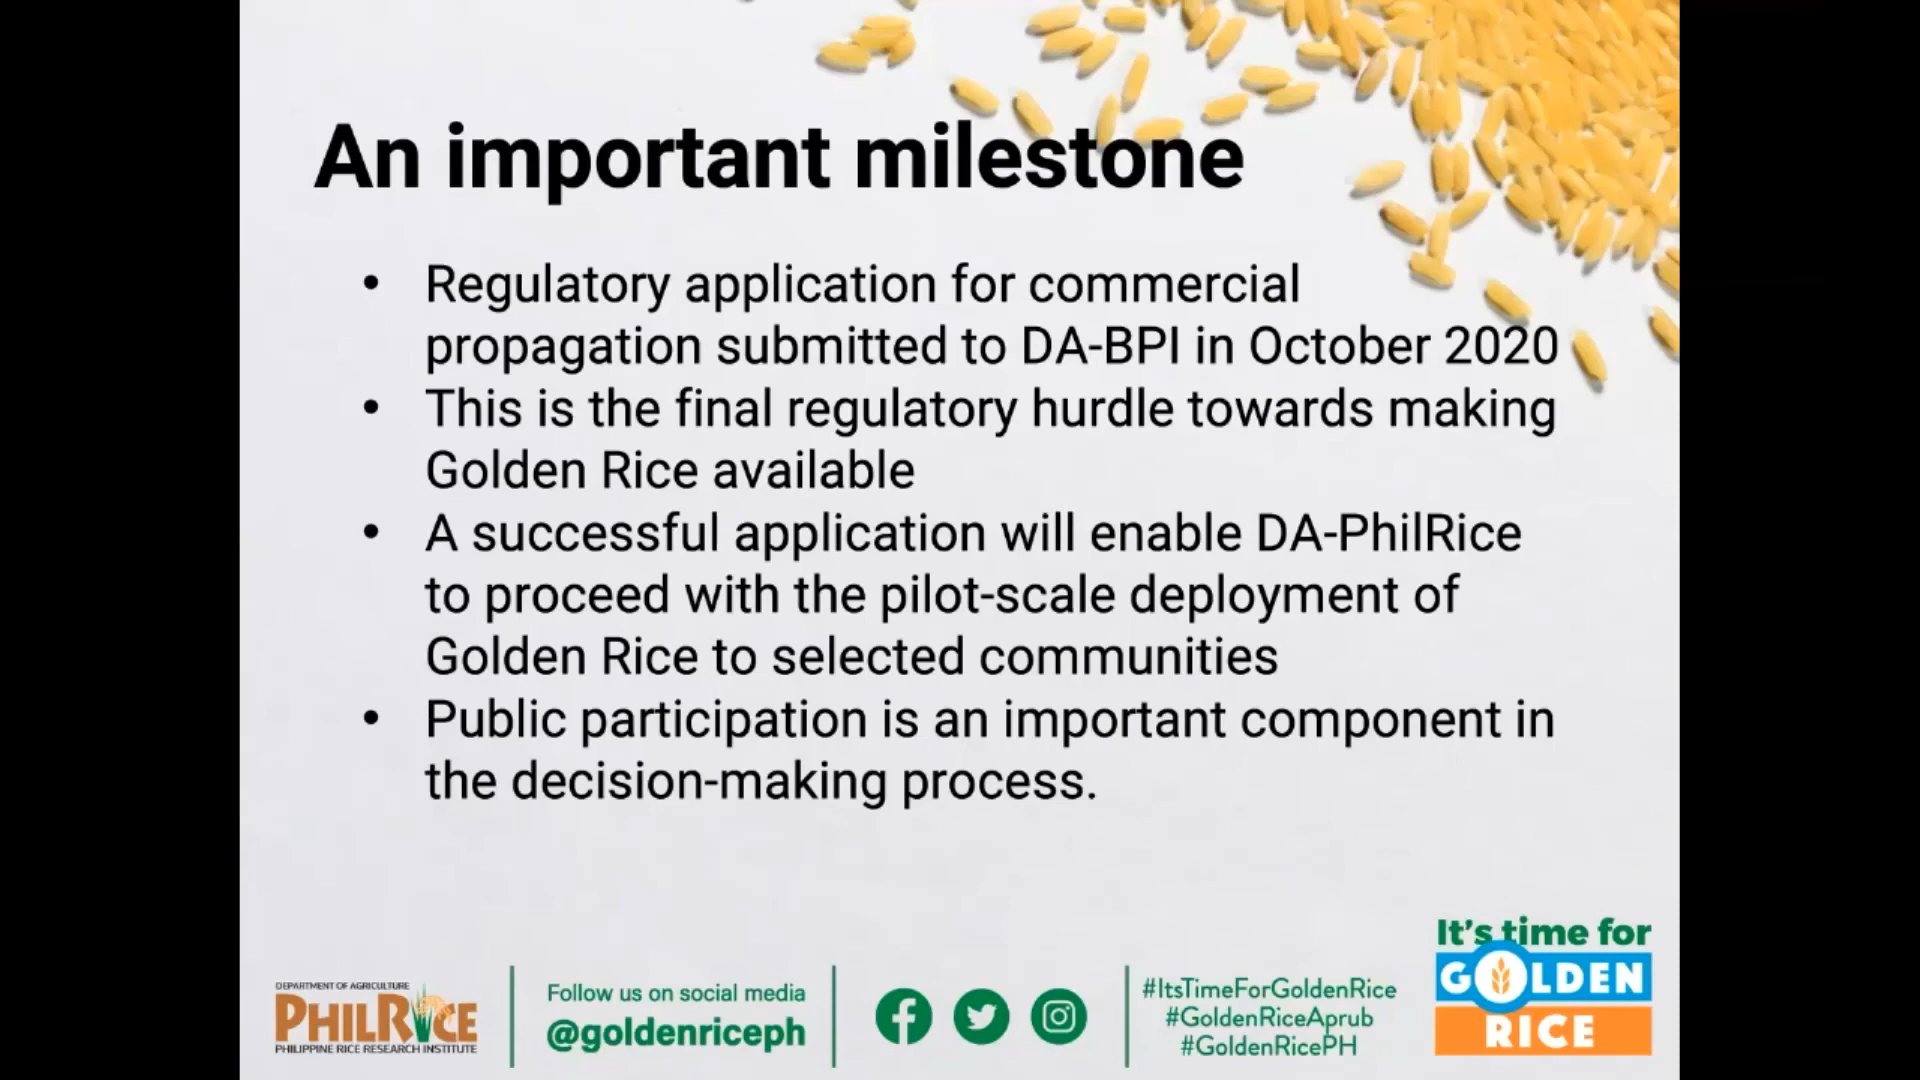 An important milestone
• Regulatory application for commercial
propagation submitted to DA-BPI in October 2020
• This is the final regulatory hurdle towards making
Golden Rice available
• A successful application will enable DA-PhilRice
to proceed with the pilot-scale deployment of
Golden Rice to selected communities
• Public participation is an important component in
the decision-making process.
DEPARTMENT OF AGRICULTURE
PHILRICE
PHILIPPINE RICE RESEARCH INSTITUTE
Follow us on social media
@goldenriceph
#ItsTimeForGoldenRice
#GoldenRiceAprub
#GoldenRicePH
It's time for
GOLDEN
RICE